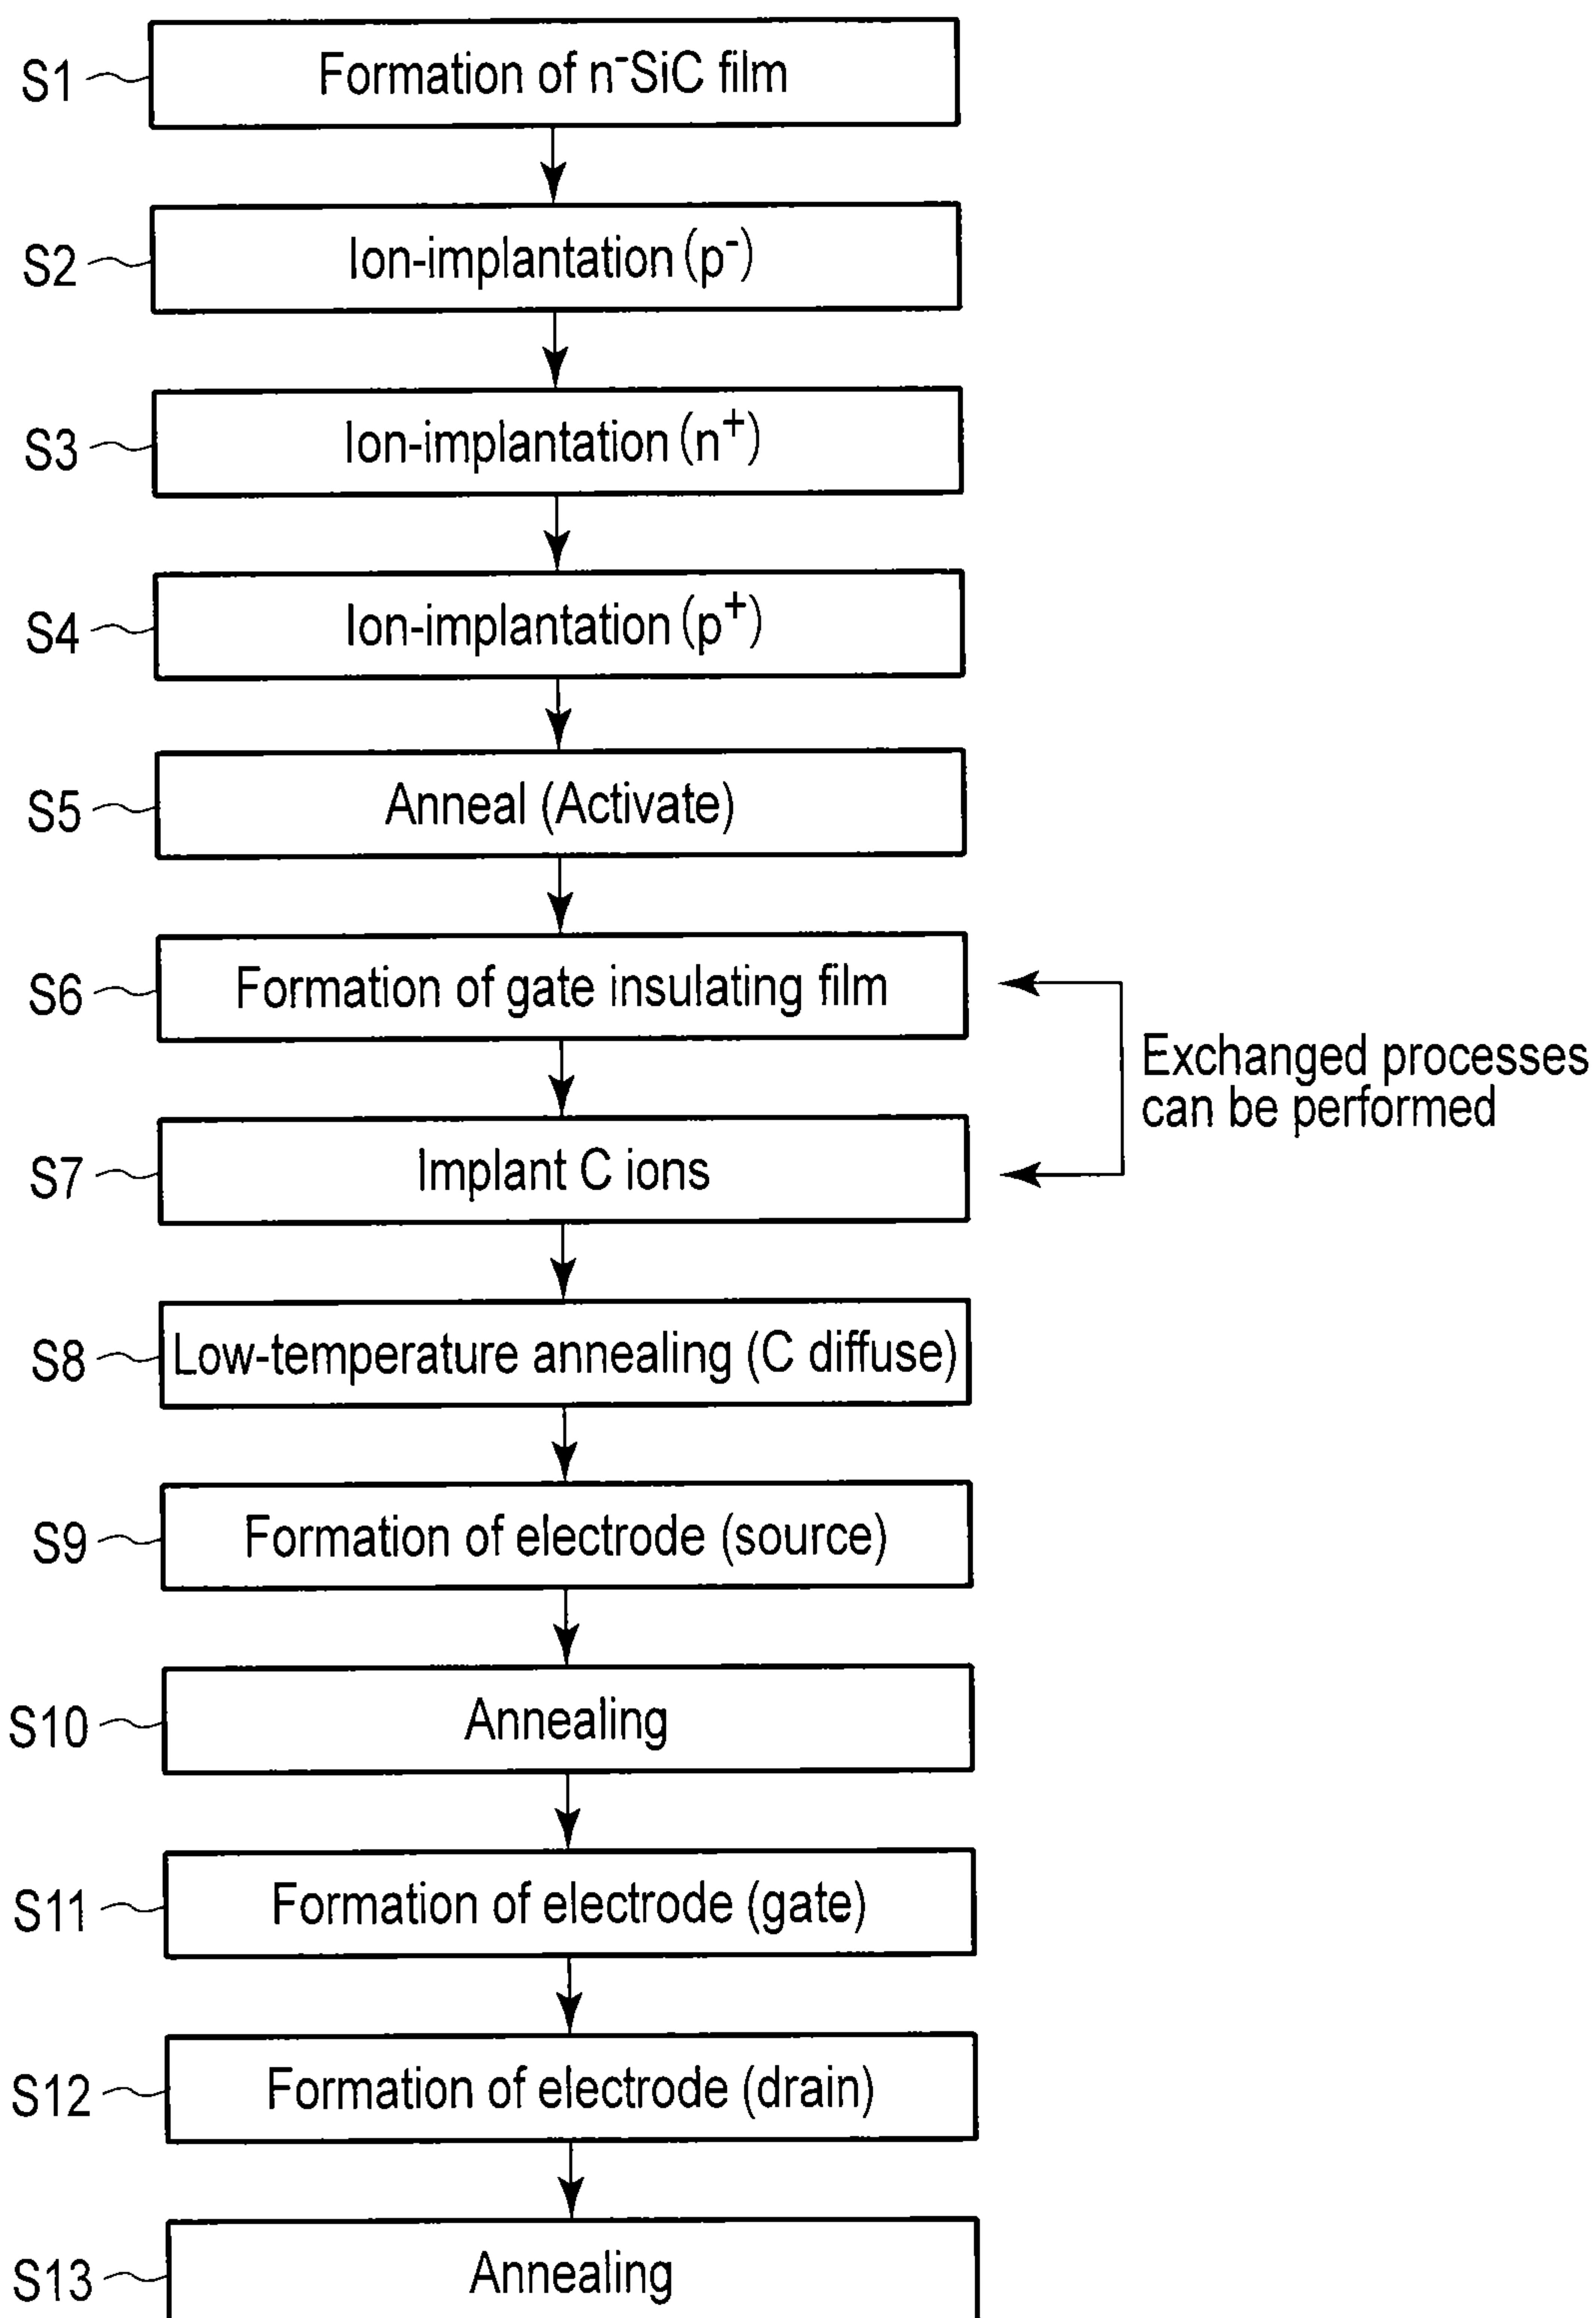 S1 Formation of n⁻SiC film
S2 Ion-implantation (p⁻)
S3 Ion-implantation (n⁺)
S4 Ion-implantation (p⁺)
S5 Anneal (Activate)
S6 Formation of gate insulating film
Exchanged processes
can be performed
S7 Implant C ions
S8 Low-temperature annealing (C diffuse)
S9 Formation of electrode (source)
S10 Annealing
S11 Formation of electrode (gate)
S12 Formation of electrode (drain)
S13 Annealing